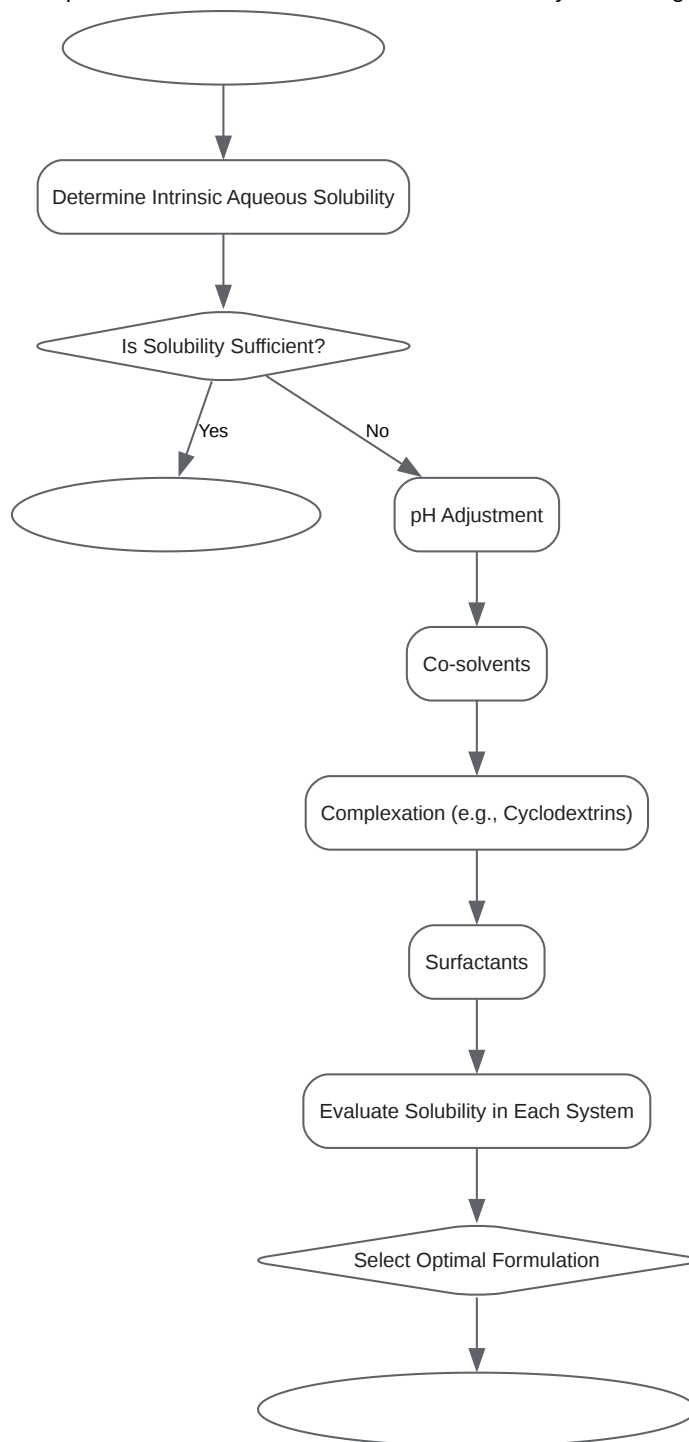 Determine Intrinsic Aqueous Solubility
Is Solubility Sufficient?
Yes
No
pH Adjustment
Co-solvents
Complexation (e.g., Cyclodextrins)
Surfactants
Evaluate Solubility in Each System
Select Optimal Formulation